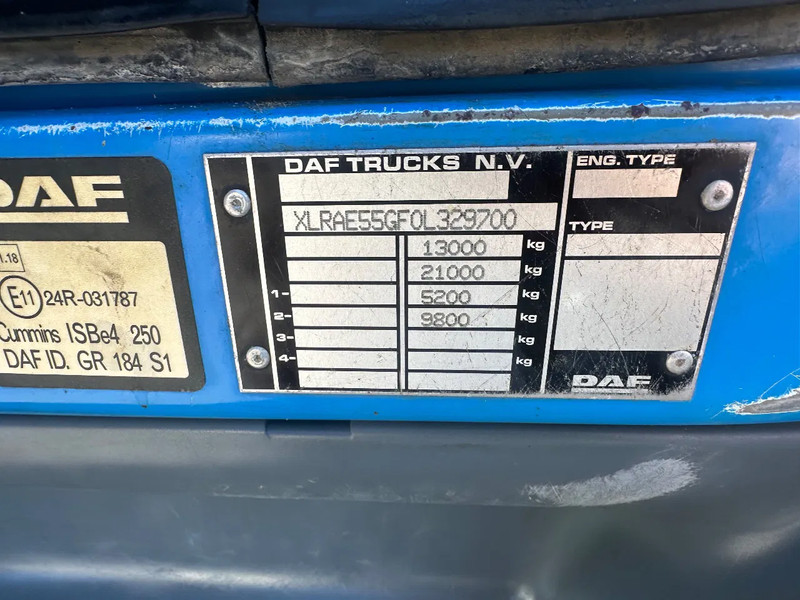 DAF
1.18
E11 24R-031787
Cummins ISBe4 250
DAF ID. GR 184 S1
DAF TRUCKS N.V.
XLRAE55GF0L329700
13000 kg
21000 kg
1- 5200 kg
2- 9800 kg
3- kg
4- kg
ENG. TYPE
TYPE
DAF